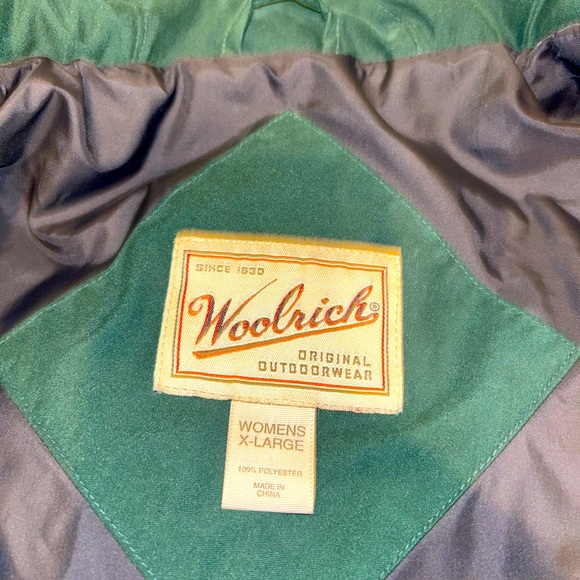 SINCE 1830
Woolrich®
ORIGINAL
OUTDOORWEAR
WOMENS
X-LARGE
100% POLYESTER
MADE IN
CHINA